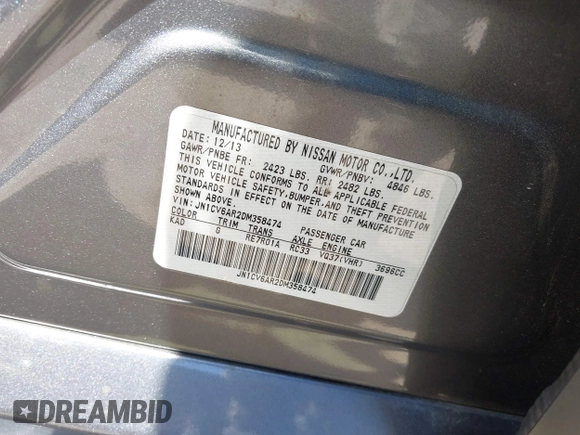 MANUFACTURED BY NISSAN MOTOR CO.,LTD.
DATE: 12/13 GVWR/PNBV: 4846 LBS.
GAWR/PNBE FR: 2423 LBS. RR: 2482 LBS.
THIS VEHICLE CONFORMS TO ALL APPLICABLE FEDERAL
MOTOR VEHICLE SAFETY,BUMPER,AND THEFT PREVENTION
STANDARDS IN EFFECT ON THE DATE OF MANUFACTURE
SHOWN ABOVE.
VIN: JN1CV6AR2DM358474 PASSENGER CAR
COLOR TRIM TRANS AXLE ENGINE
KAD G RE7R01A RC33 VQ37(VHR) 3696CC
JN1CV6AR2DM358474
DREAMBID